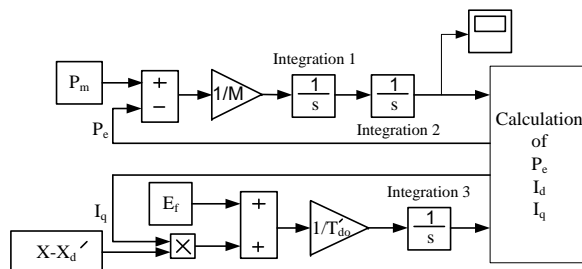 Integration 1
P_m
+
−
1/M
1
s
1
s
P_e
Integration 2
Calculation
of
P_e
I_d
I_q
E_f
+
+
I_q
1/T′_do
Integration 3
1
s
X-X_d′
×